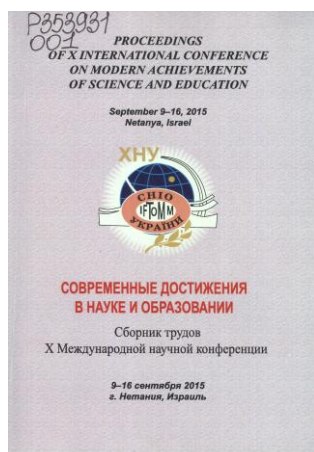 Р353931
001
PROCEEDINGS
OF X INTERNATIONAL CONFERENCE
ON MODERN ACHIEVEMENTS
OF SCIENCE AND EDUCATION
September 9–16, 2015
Netanya, Israel
ХНУ
СНІО
IFToMM
УКРАЇНИ
СОВРЕМЕННЫЕ ДОСТИЖЕНИЯ
В НАУКЕ И ОБРАЗОВАНИИ
Сборник трудов
X Международной научной конференции
9–16 сентября 2015
г. Нетания, Израиль